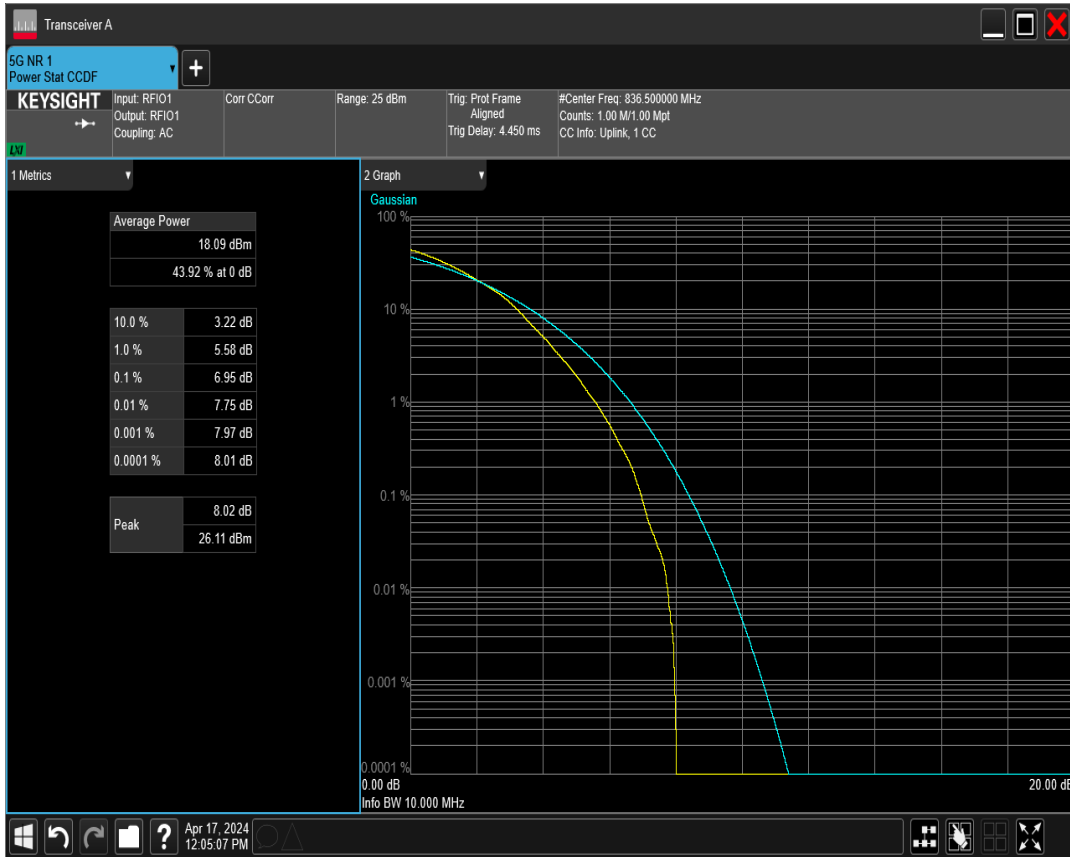 Transceiver A
5G NR 1
Power Stat CCDF
+
KEYSIGHT
LXI
Input: RFIO1
Output: RFIO1
Coupling: AC
Corr CCorr
Range: 25 dBm
Trig: Prot Frame
Aligned
Trig Delay: 4.450 ms
#Center Freq: 836.500000 MHz
Counts: 1.00 M/1.00 Mpt
CC Info: Uplink, 1 CC
1 Metrics
Average Power
18.09 dBm
43.92 % at 0 dB
10.0 % 3.22 dB
1.0 % 5.58 dB
0.1 % 6.95 dB
0.01 % 7.75 dB
0.001 % 7.97 dB
0.0001 % 8.01 dB
Peak
8.02 dB
26.11 dBm
2 Graph
Gaussian
100 %
10 %
1 %
0.1 %
0.01 %
0.001 %
0.0001 %
0.00 dB 20.00 dB
Info BW 10.000 MHz
?
Apr 17, 2024
12:05:07 PM